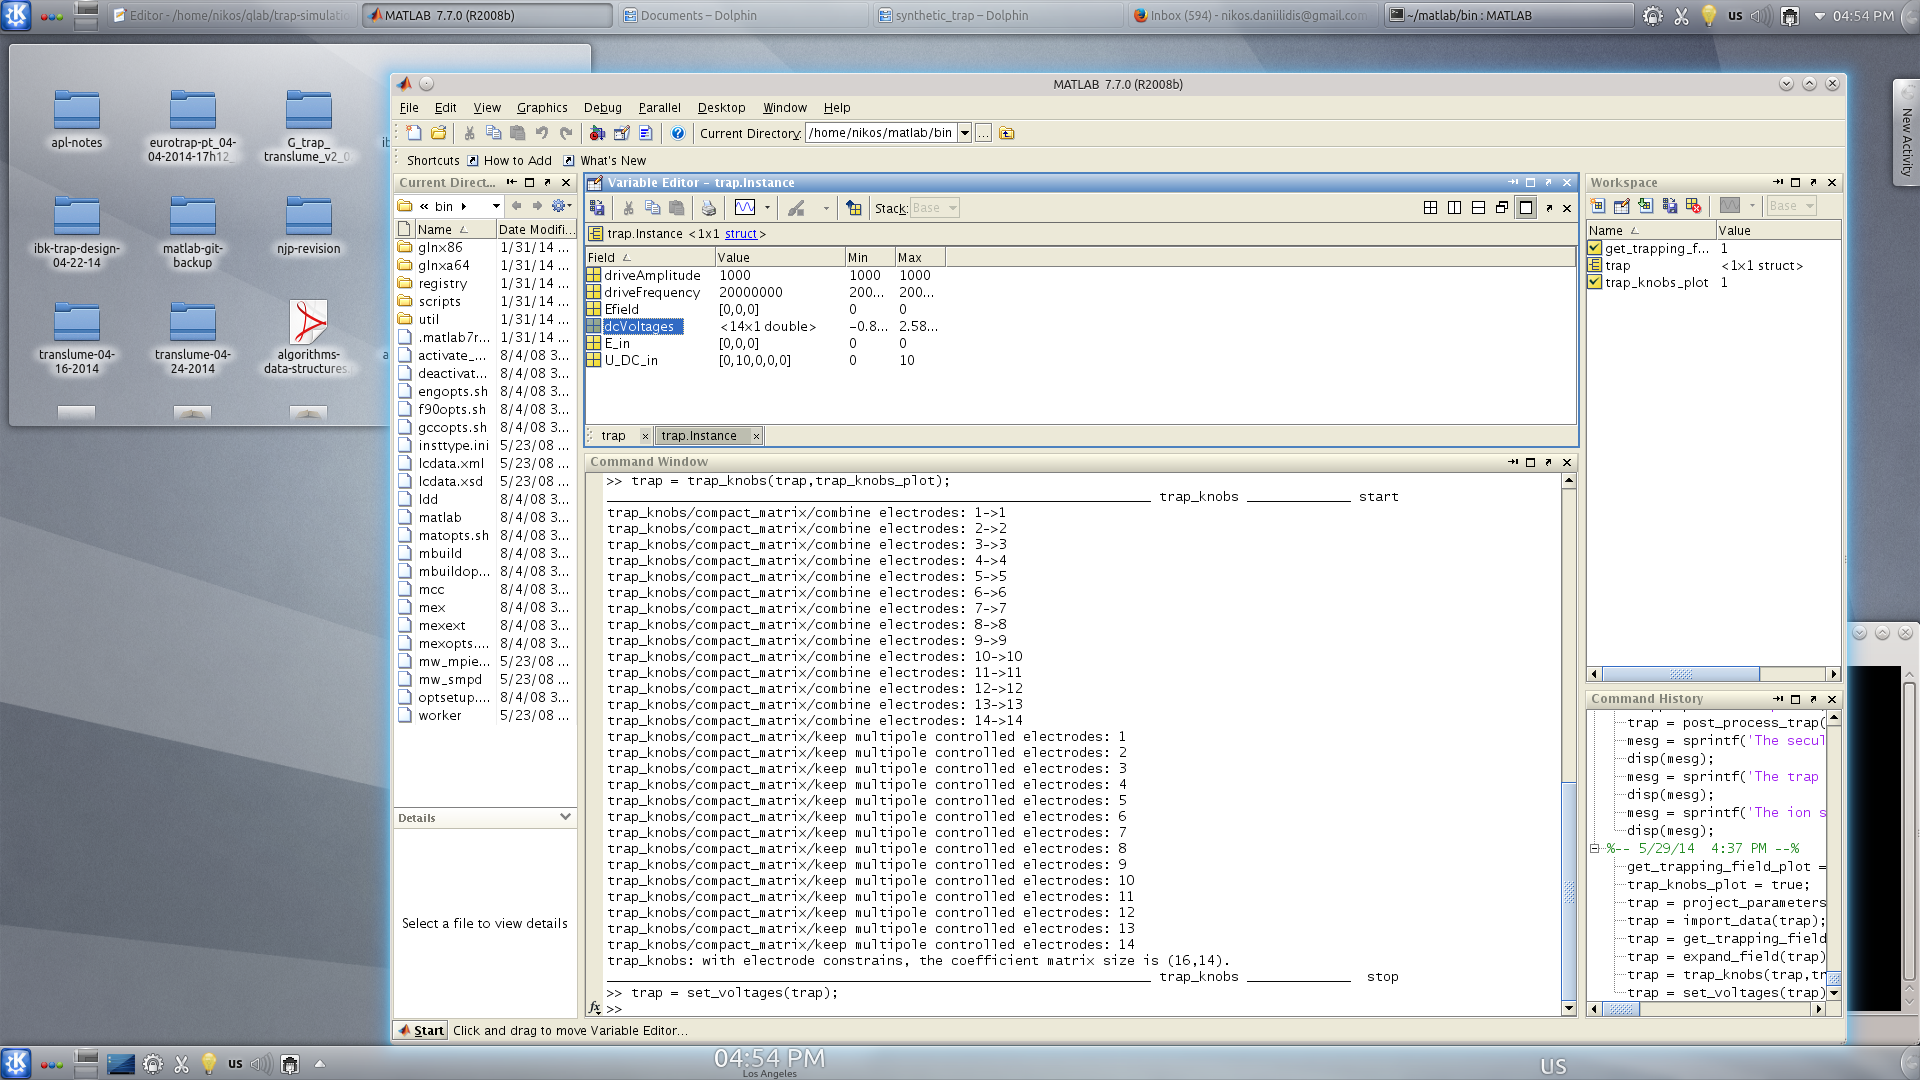 Editor - /home/nikos/qlab/trap-simulatio
MATLAB 7.7.0 (R2008b)
Documents – Dolphin
synthetic_trap – Dolphin
Inbox (594) - nikos.daniilidis@gmail.com
~/matlab/bin : MATLAB
us
04:54 PM
apl-notes
eurotrap-pt_04-
04-2014-17h12_
G_trap_
translume_v2_0
ibk-trap-design-
04-22-14
matlab-git-
backup
njp-revision
translume-04-
16-2014
translume-04-
24-2014
algorithms-
data-structures.
New Activity
MATLAB 7.7.0 (R2008b)
File Edit View Graphics Debug Parallel Desktop Window Help
Current Directory: /home/nikos/matlab/bin ...
Shortcuts How to Add What's New
Current Direct...
« bin
Name Date Modifi...
glnx86 1/31/14 ...
glnxa64 1/31/14 ...
registry 1/31/14 ...
scripts 1/31/14 ...
util 1/31/14 ...
.matlab7r... 1/31/14 ...
activate_... 8/4/08 3...
deactivat... 8/4/08 3...
engopts.sh 8/4/08 3...
f90opts.sh 8/4/08 3...
gccopts.sh 8/4/08 3...
insttype.ini 5/23/08 ...
lcdata.xml 5/23/08 ...
lcdata.xsd 5/23/08 ...
ldd 8/4/08 3...
matlab 8/4/08 3...
matopts.sh 8/4/08 3...
mbuild 8/4/08 3...
mbuildop... 8/4/08 3...
mcc 8/4/08 3...
mex 8/4/08 3...
mexext 8/4/08 3...
mexopts.... 8/4/08 3...
mw_mpie... 5/23/08 ...
mw_smpd 5/23/08 ...
optsetup.... 8/4/08 3...
worker 5/23/08 ...
Details
Select a file to view details
Variable Editor – trap.Instance
Stack: Base
trap.Instance <1x1 struct>
Field Value Min Max
driveAmplitude 1000 1000 1000
driveFrequency 20000000 200... 200...
Efield [0,0,0] 0 0
dcVoltages <14x1 double> −0.8... 2.58...
E_in [0,0,0] 0 0
U_DC_in [0,10,0,0,0] 0 10
trap x trap.Instance x
Command Window
>> trap = trap_knobs(trap,trap_knobs_plot);
trap_knobs _____________ start
trap_knobs/compact_matrix/combine electrodes: 1->1
trap_knobs/compact_matrix/combine electrodes: 2->2
trap_knobs/compact_matrix/combine electrodes: 3->3
trap_knobs/compact_matrix/combine electrodes: 4->4
trap_knobs/compact_matrix/combine electrodes: 5->5
trap_knobs/compact_matrix/combine electrodes: 6->6
trap_knobs/compact_matrix/combine electrodes: 7->7
trap_knobs/compact_matrix/combine electrodes: 8->8
trap_knobs/compact_matrix/combine electrodes: 9->9
trap_knobs/compact_matrix/combine electrodes: 10->10
trap_knobs/compact_matrix/combine electrodes: 11->11
trap_knobs/compact_matrix/combine electrodes: 12->12
trap_knobs/compact_matrix/combine electrodes: 13->13
trap_knobs/compact_matrix/combine electrodes: 14->14
trap_knobs/compact_matrix/keep multipole controlled electrodes: 1
trap_knobs/compact_matrix/keep multipole controlled electrodes: 2
trap_knobs/compact_matrix/keep multipole controlled electrodes: 3
trap_knobs/compact_matrix/keep multipole controlled electrodes: 4
trap_knobs/compact_matrix/keep multipole controlled electrodes: 5
trap_knobs/compact_matrix/keep multipole controlled electrodes: 6
trap_knobs/compact_matrix/keep multipole controlled electrodes: 7
trap_knobs/compact_matrix/keep multipole controlled electrodes: 8
trap_knobs/compact_matrix/keep multipole controlled electrodes: 9
trap_knobs/compact_matrix/keep multipole controlled electrodes: 10
trap_knobs/compact_matrix/keep multipole controlled electrodes: 11
trap_knobs/compact_matrix/keep multipole controlled electrodes: 12
trap_knobs/compact_matrix/keep multipole controlled electrodes: 13
trap_knobs/compact_matrix/keep multipole controlled electrodes: 14
trap_knobs: with electrode constrains, the coefficient matrix size is (16,14).
trap_knobs _____________ stop
>> trap = set_voltages(trap);
fx >>
Workspace
Base
Name Value
get_trapping_f... 1
trap <1x1 struct>
trap_knobs_plot 1
Command History
trap = post_process_trap(
mesg = sprintf('The secul
disp(mesg);
mesg = sprintf('The trap
disp(mesg);
mesg = sprintf('The ion s
disp(mesg);
%-- 5/29/14 4:37 PM --%
get_trapping_field_plot =
trap_knobs_plot = true;
trap = project_parameters
trap = import_data(trap);
trap = get_trapping_field
trap = expand_field(trap)
trap = trap_knobs(trap,tr
trap = set_voltages(trap)
Start Click and drag to move Variable Editor...
us
04:54 PM
Los Angeles
US